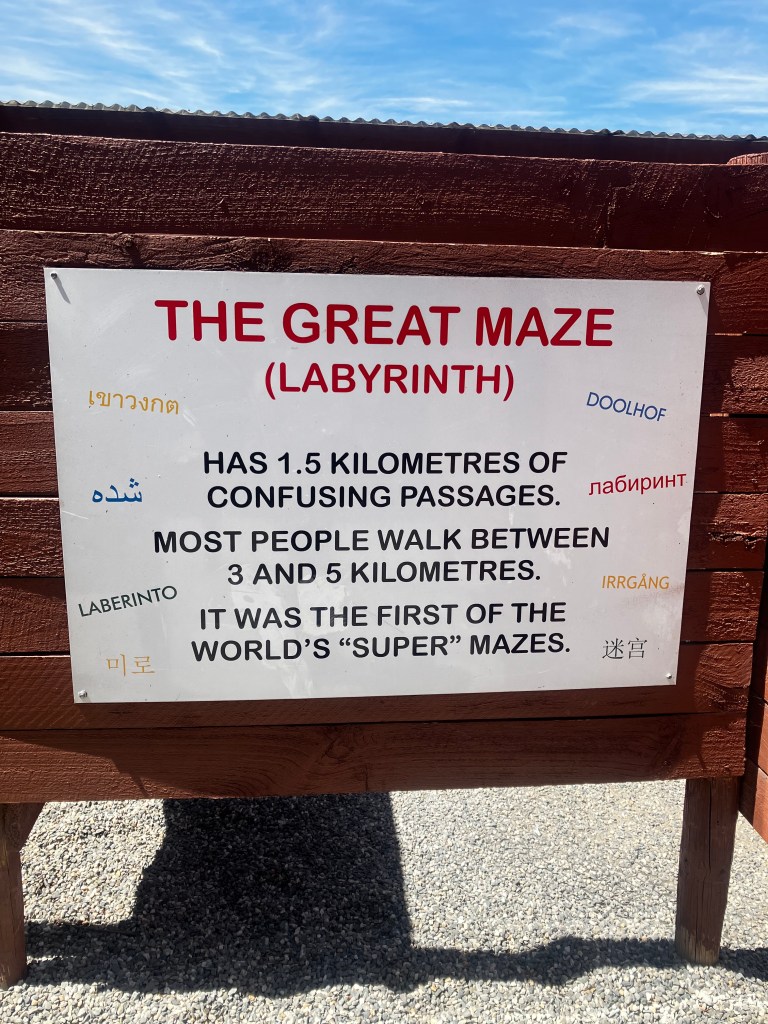 THE GREAT MAZE
(LABYRINTH)
เขาวงกต
DOOLHOF
HAS 1.5 KILOMETRES OF
CONFUSING PASSAGES.
شده
лабиринт
MOST PEOPLE WALK BETWEEN
3 AND 5 KILOMETRES.
LABERINTO
IRRGÅNG
IT WAS THE FIRST OF THE
WORLD'S “SUPER” MAZES.
미로
迷宫